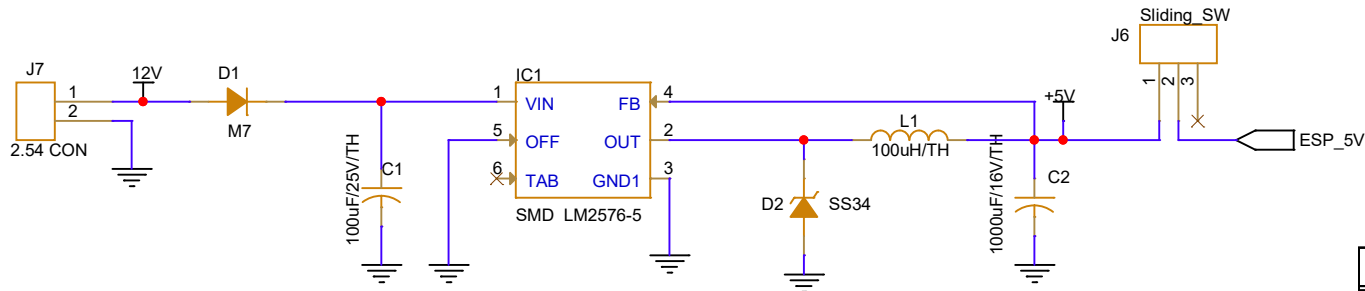 Sliding_SW
J6
1
2
3
J7
12V
D1
IC1
+5V
1
2
1
VIN
FB
4
L1
M7
5
OFF
OUT
2
100uH/TH
ESP_5V
2.54 CON
100uF/25V/TH
C1
6
TAB
GND1
3
1000uF/16V/TH
C2
D2
SS34
SMD LM2576-5